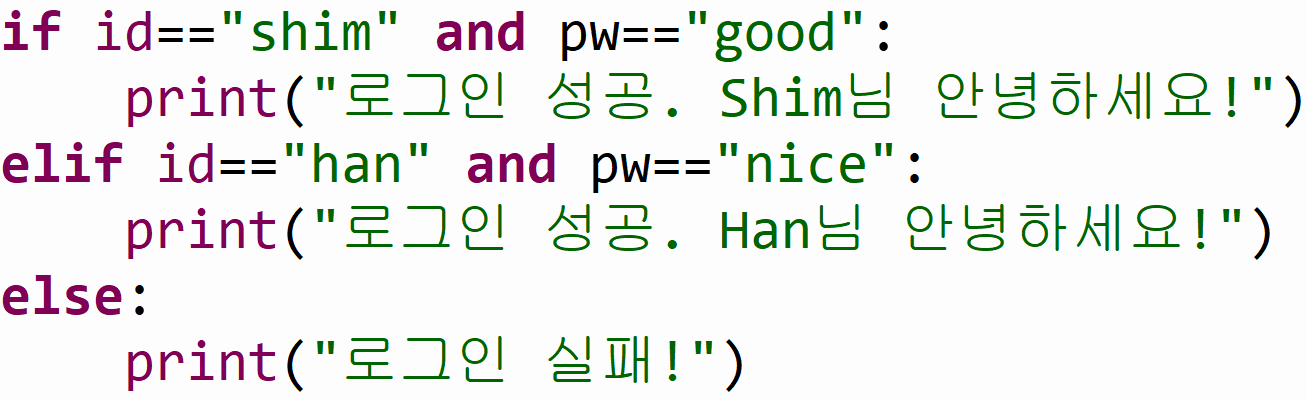 if id=="shim" and pw=="good":
    print("로그인 성공. Shim님 안녕하세요!")
elif id=="han" and pw=="nice":
    print("로그인 성공. Han님 안녕하세요!")
else:
    print("로그인 실패!")